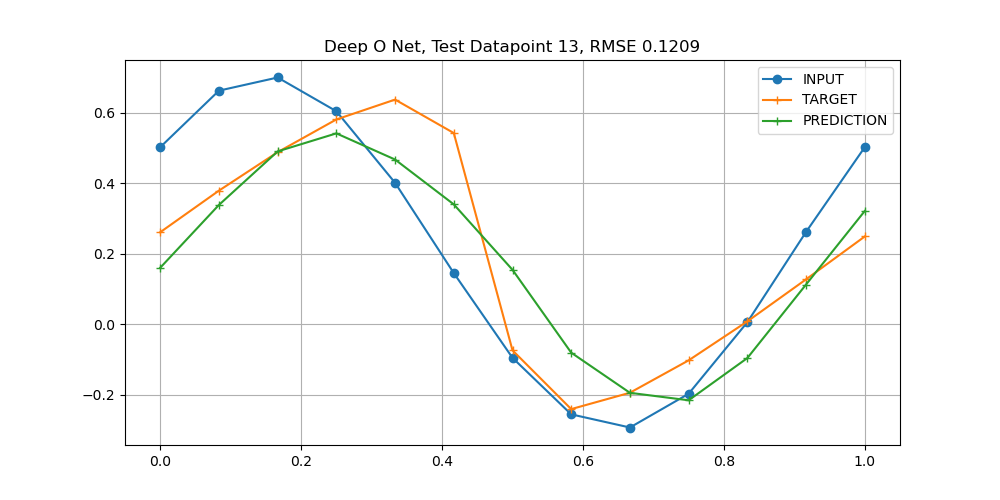 Deep O Net, Test Datapoint 13, RMSE 0.1209
INPUT
TARGET
PREDICTION
0.6
0.4
0.2
0.0
−0.2
0.0 0.2 0.4 0.6 0.8 1.0